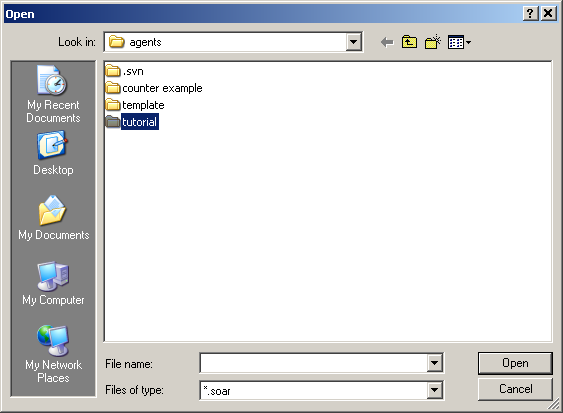 Open
Look in: agents
My Recent
Documents
Desktop
My Documents
My Computer
My Network
Places
.svn
counter example
template
tutorial
File name:
Open
Files of type: *.soar
Cancel